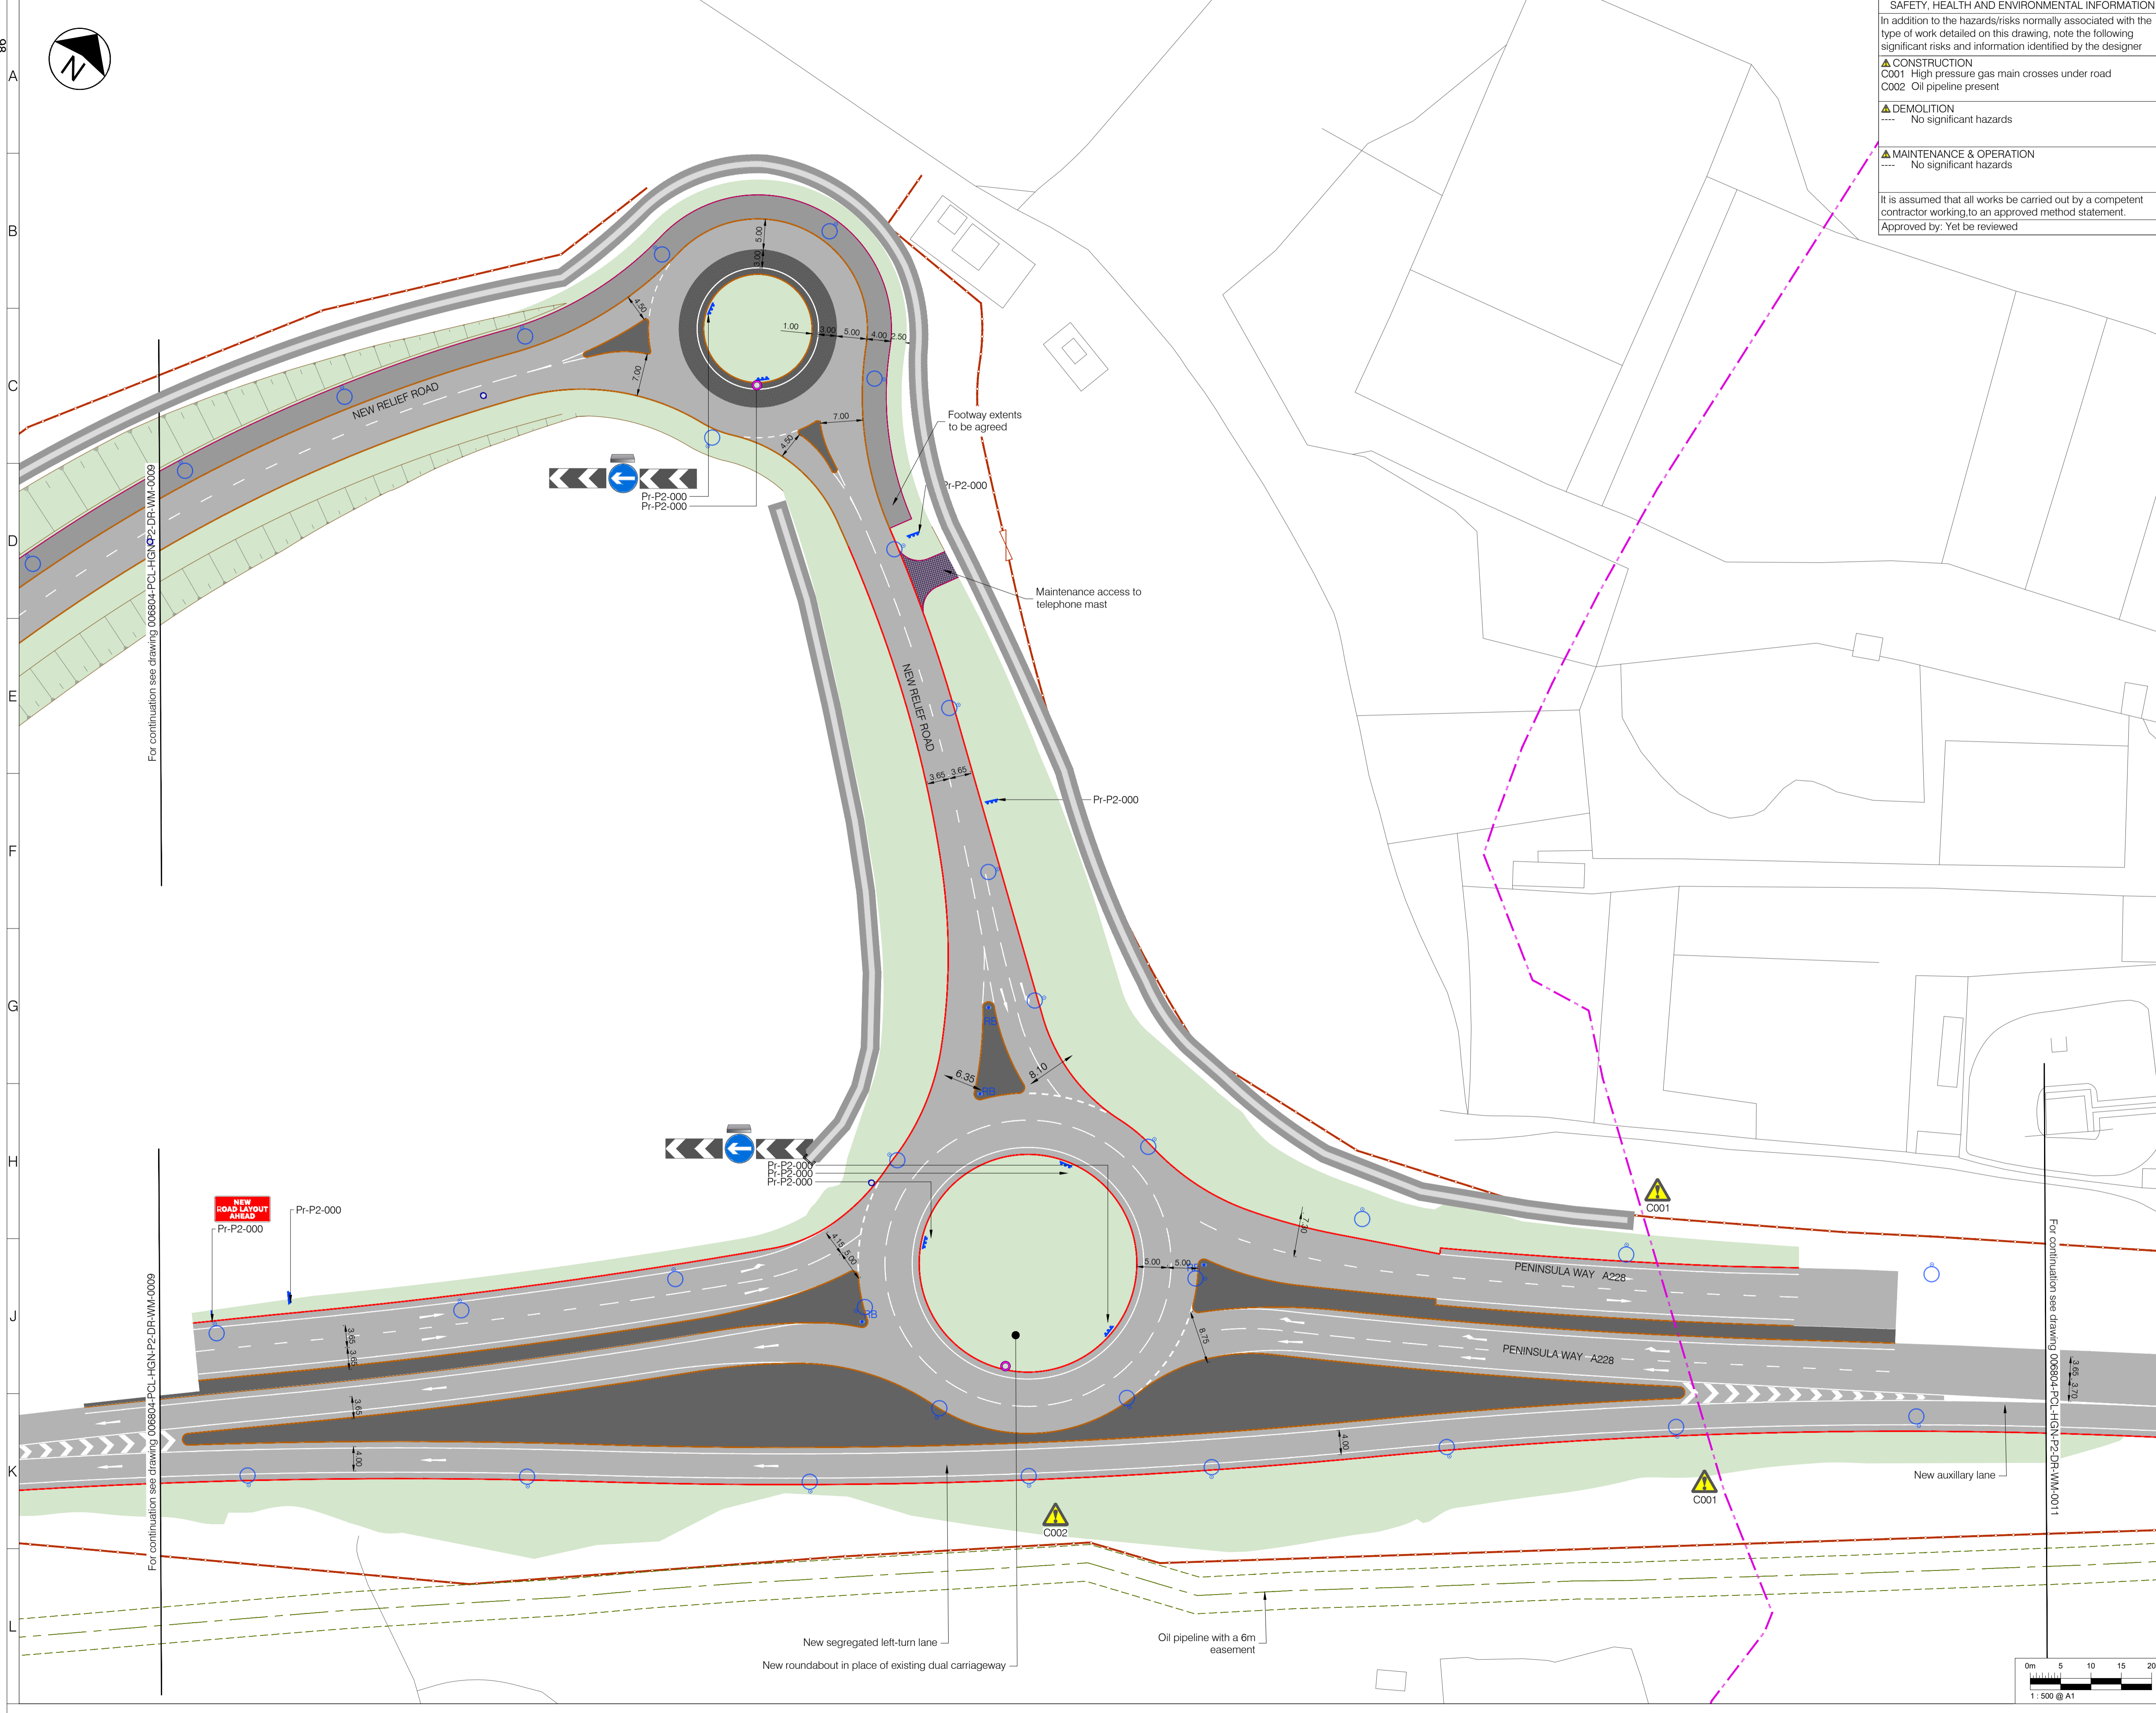 SAFETY, HEALTH AND ENVIRONMENTAL INFORMATION
In addition to the hazards/risks normally associated with the
type of work detailed on this drawing, note the following
significant risks and information identified by the designer
CONSTRUCTION
C001 High pressure gas main crosses under road
C002 Oil pipeline present
DEMOLITION
---- No significant hazards
MAINTENANCE & OPERATION
---- No significant hazards
It is assumed that all works be carried out by a competent
contractor working,to an approved method statement.
Approved by: Yet be reviewed
98
N
A
B
C
D
E
F
G
H
J
K
L
5.00
3.00
4.50
1.00
3.00
5.00
4.00
2.50
7.00
NEW RELIEF ROAD
7.00
4.50
Footway extents
to be agreed
Pr-P2-000
Pr-P2-000
Pr-P2-000
For continuation see drawing 006804-PCL-HGN-P2-DR-WM-0009
Maintenance access to
telephone mast
NEW RELIEF ROAD
3.65
3.65
Pr-P2-000
RB
6.35
8.10
RB
Pr-P2-000
Pr-P2-000
Pr-P2-000
NEW
ROAD LAYOUT
AHEAD
Pr-P2-000
Pr-P2-000
C001
7.30
4.15
5.00
5.00
5.00
RB
PENINSULA WAY A228
RB
3.65
3.65
8.75
PENINSULA WAY A228
3.65
3.70
3.65
4.00
4.00
For continuation see drawing 006804-PCL-HGN-P2-DR-WM-0009
For continuation see drawing 006804-PCL-HGN-P2-DR-WM-0011
New auxillary lane
C001
C002
New segregated left-turn lane
Oil pipeline with a 6m
easement
New roundabout in place of existing dual carriageway
0m 5 10 15 20
1 : 500 @ A1